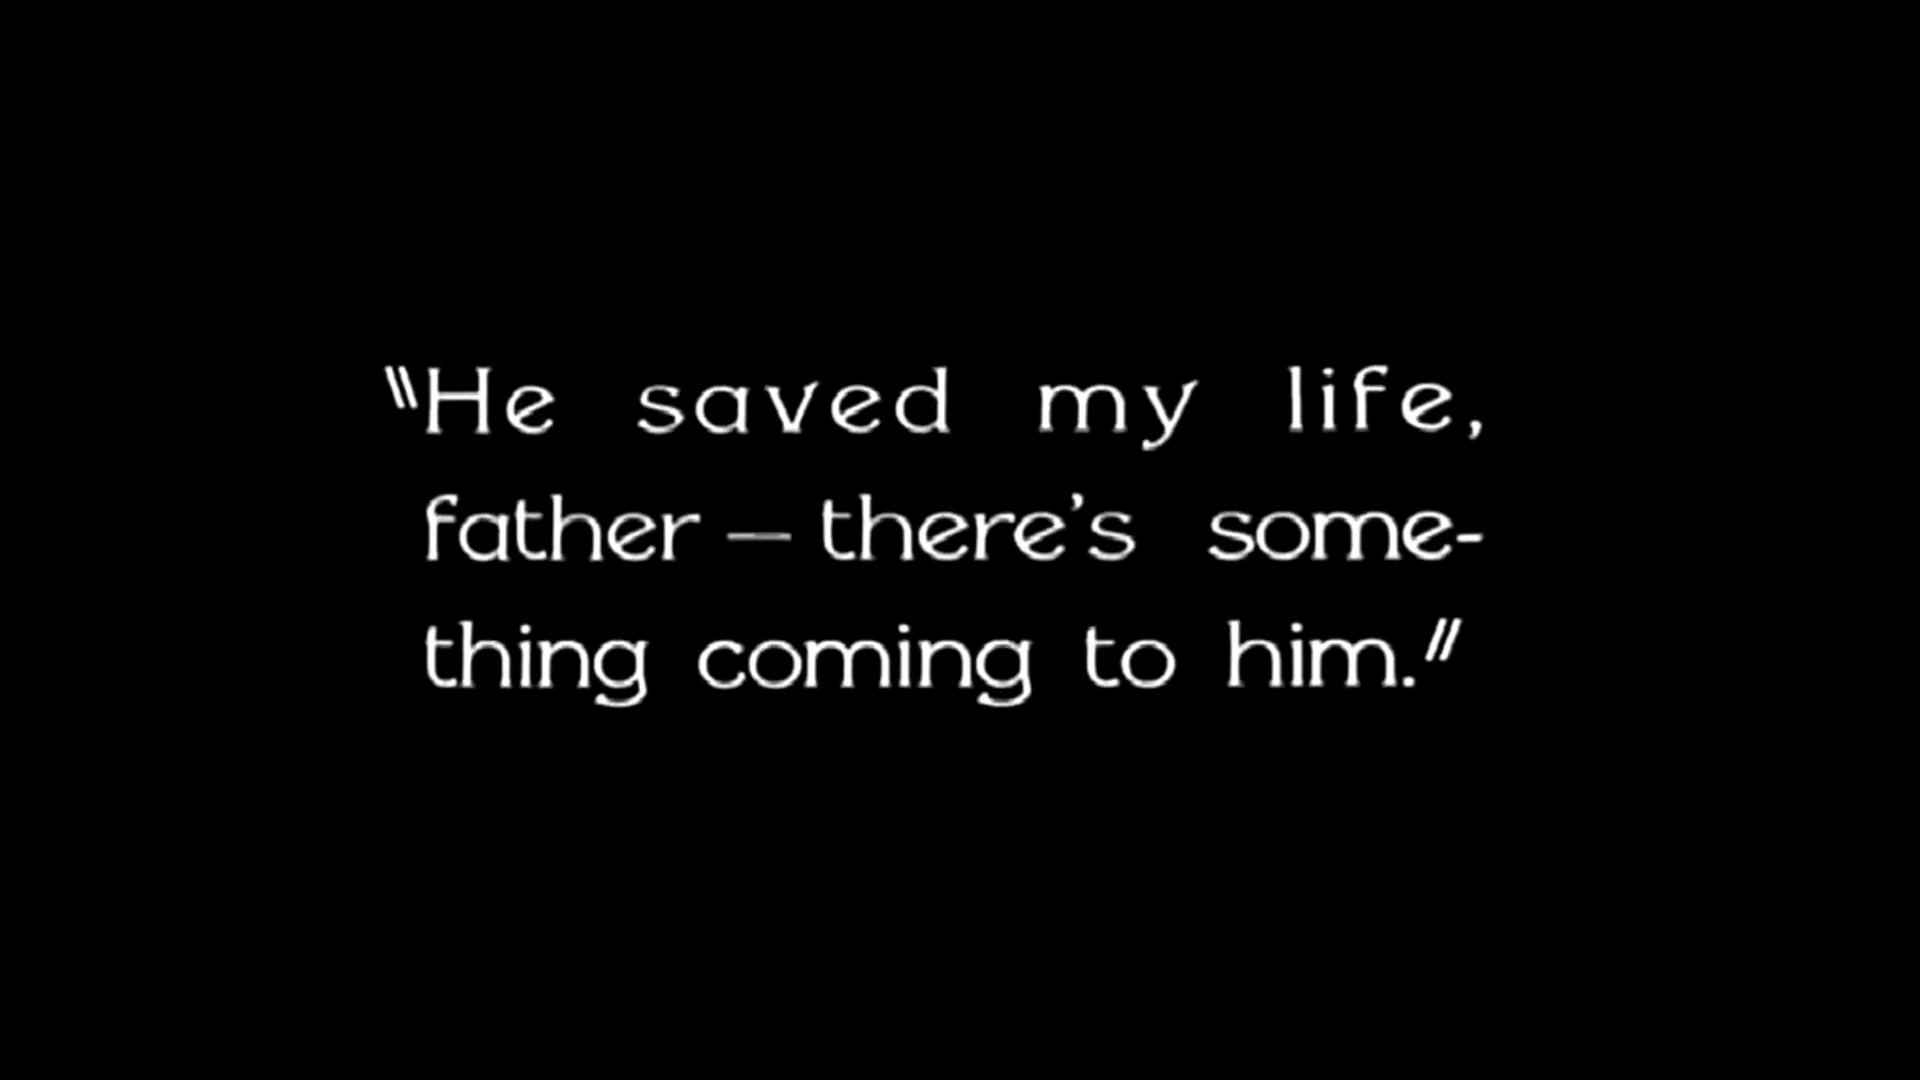 "He saved my life,
father — there's some-
thing coming to him."